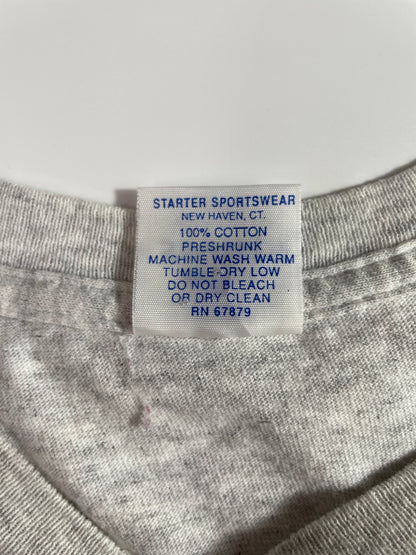 STARTER SPORTSWEAR
NEW HAVEN, CT.
100% COTTON
PRESHRUNK
MACHINE WASH WARM
TUMBLE-DRY LOW
DO NOT BLEACH
OR DRY CLEAN
RN 67879